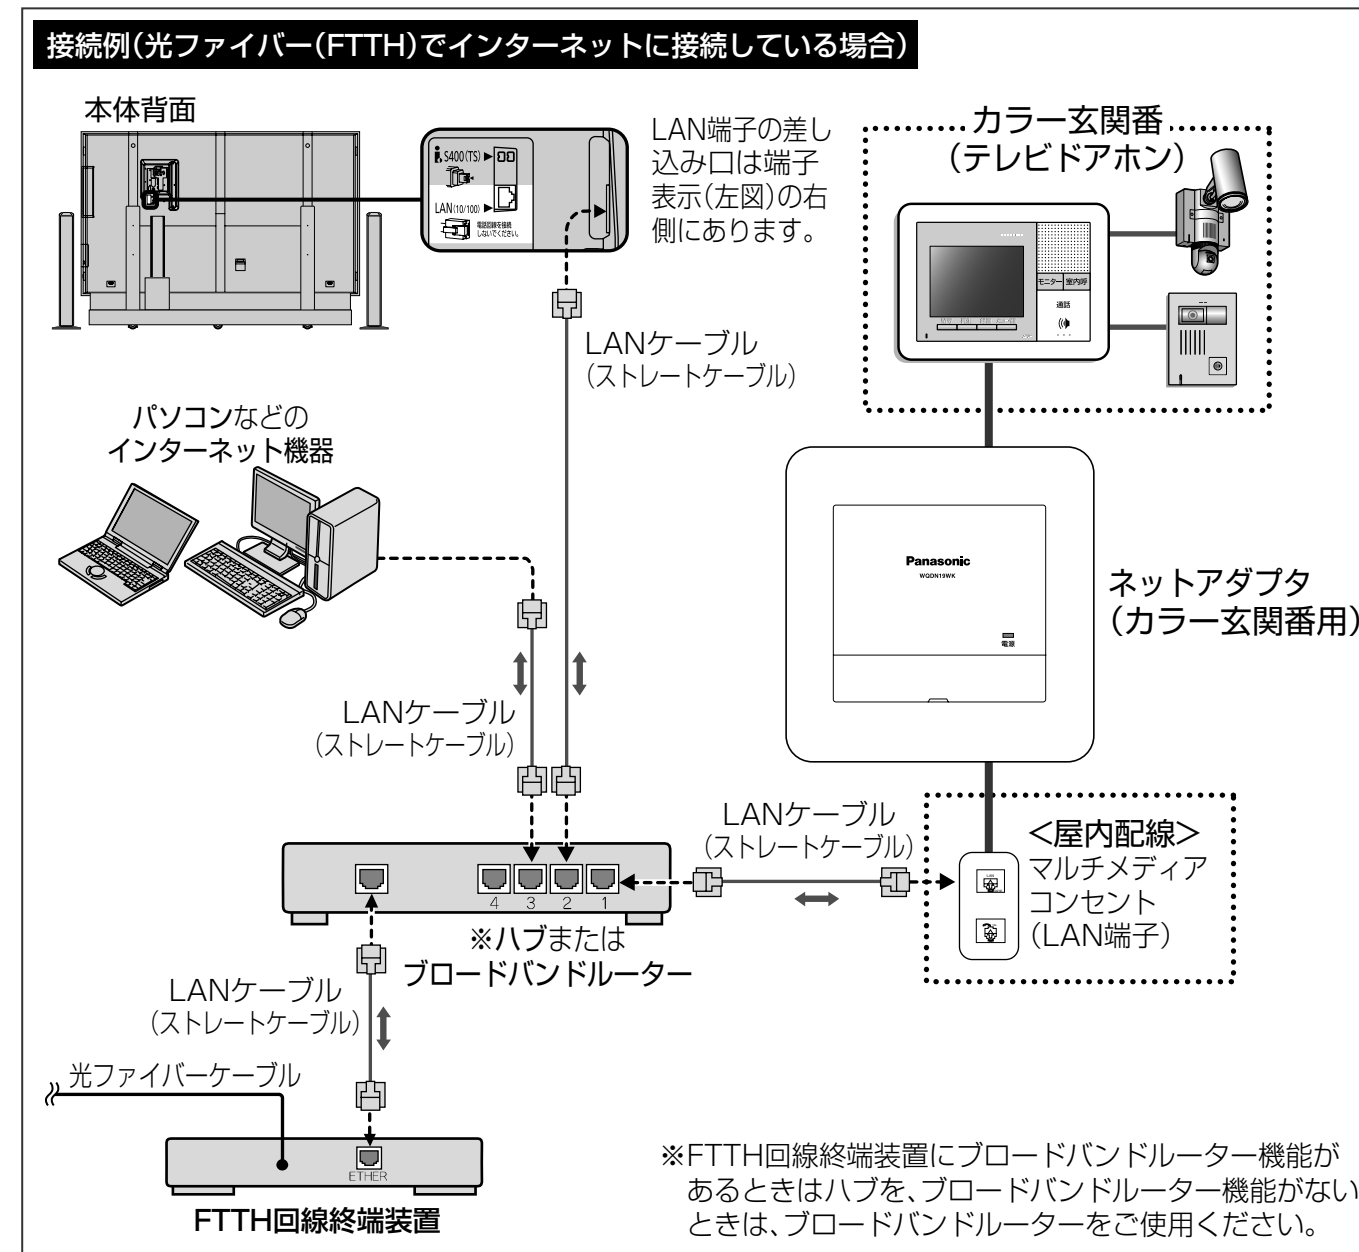 接続例(光ファイバー(FTTH)でインターネットに接続している場合)
本体背面
S400(TS)
LAN(10/100)
電話回線を接続
しないでください。
LAN端子の差し
込み口は端子
表示(左図)の右
側にあります。
カラー玄関番
(テレビドアホン)
モニター 室内呼
通話
LANケーブル
(ストレートケーブル)
パソコンなどの
インターネット機器
Panasonic
WQDN19WK
電源
ネットアダプタ
(カラー玄関番用)
LANケーブル
(ストレートケーブル)
LANケーブル
(ストレートケーブル)
<屋内配線>
マルチメディア
コンセント
(LAN端子)
4 3 2 1
※ハブまたは
ブロードバンドルーター
LANケーブル
(ストレートケーブル)
光ファイバーケーブル
ETHER
FTTH回線終端装置
※FTTH回線終端装置にブロードバンドルーター機能が
あるときはハブを、ブロードバンドルーター機能がない
ときは、ブロードバンドルーターをご使用ください。